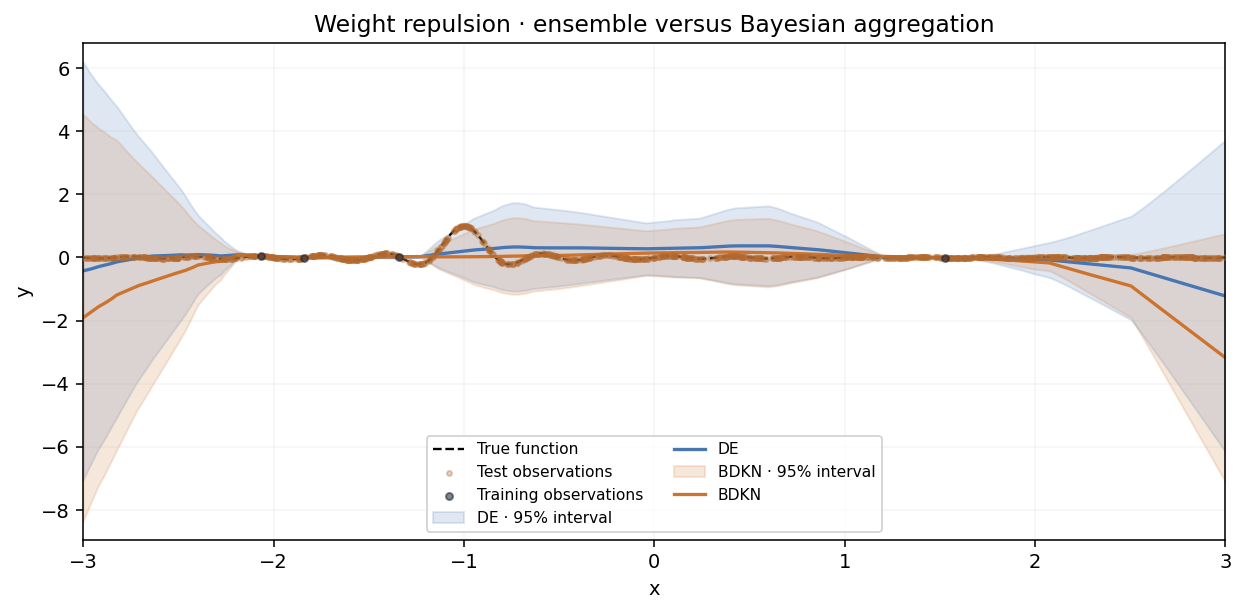 Weight repulsion · ensemble versus Bayesian aggregation
y
6
4
2
0
−2
−4
−6
−8
True function
Test observations
Training observations
DE · 95% interval
DE
BDKN · 95% interval
BDKN
−3 −2 −1 0 1 2 3
x